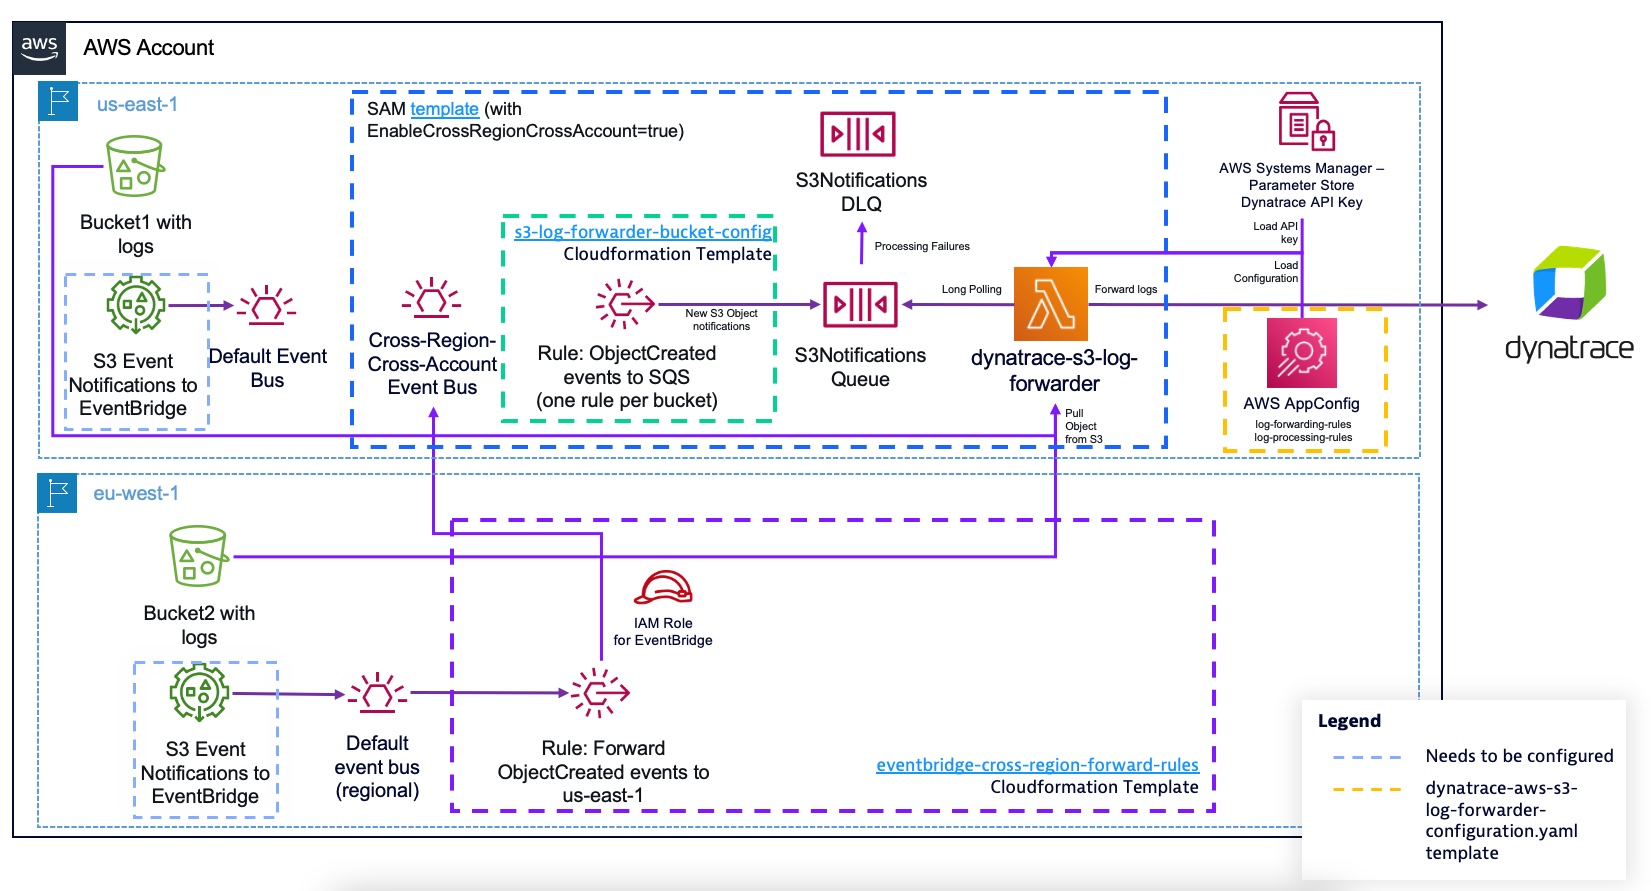 aws
AWS Account
us-east-1
Bucket1 with
logs
S3 Event
Notifications to
EventBridge
Default Event
Bus
SAM template (with
EnableCrossRegionCrossAccount=true)
Cross-Region-
Cross-Account
Event Bus
s3-log-forwarder-bucket-config
Cloudformation Template
Rule: ObjectCreated
events to SQS
(one rule per bucket)
New S3 Object
notifications
S3Notifications
DLQ
Processing Failures
S3Notifications
Queue
Long Polling
dynatrace-s3-log-
forwarder
Forward logs
Pull
Object
from S3
AWS Systems Manager –
Parameter Store
Dynatrace API Key
Load API
key
Load
Configuration
AWS AppConfig
log-forwarding-rules
log-processing-rules
dynatrace
eu-west-1
Bucket2 with
logs
S3 Event
Notifications to
EventBridge
Default
event bus
(regional)
IAM Role
for EventBridge
Rule: Forward
ObjectCreated events to
us-east-1
eventbridge-cross-region-forward-rules
Cloudformation Template
Legend
Needs to be configured
dynatrace-aws-s3-
log-forwarder-
configuration.yaml
template